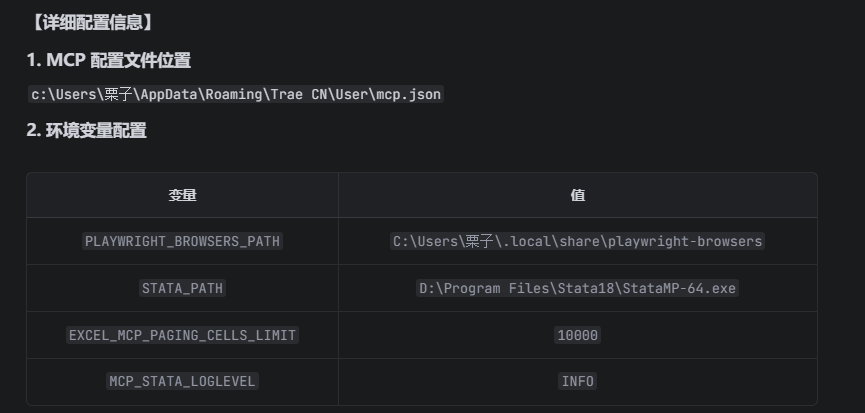 【详细配置信息】
1. MCP 配置文件位置
c:\Users\栗子\AppData\Roaming\Trae CN\User\mcp.json
2. 环境变量配置
变量 值
PLAYWRIGHT_BROWSERS_PATH C:\Users\栗子\.local\share\playwright-browsers
STATA_PATH D:\Program Files\Stata18\StataMP-64.exe
EXCEL_MCP_PAGING_CELLS_LIMIT 10000
MCP_STATA_LOGLEVEL INFO